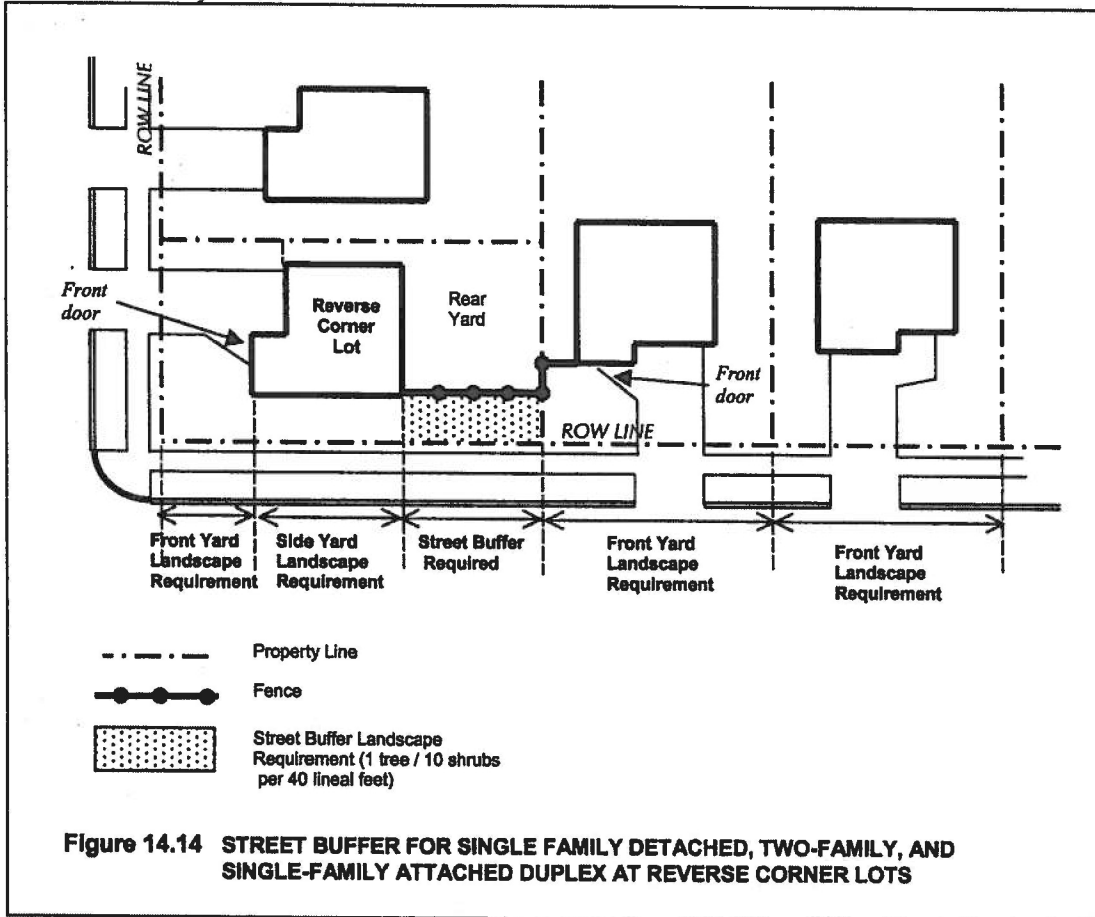 ROW LINE
Front
door
Reverse
Corner
Lot
Rear
Yard
Front
door
ROW LINE
Front Yard
Landscape
Requirement
Side Yard
Landscape
Requirement
Street Buffer
Required
Front Yard
Landscape
Requirement
Front Yard
Landscape
Requirement
Property Line
Fence
Street Buffer Landscape
Requirement (1 tree / 10 shrubs
per 40 lineal feet)
Figure 14.14 STREET BUFFER FOR SINGLE FAMILY DETACHED, TWO-FAMILY, AND
SINGLE-FAMILY ATTACHED DUPLEX AT REVERSE CORNER LOTS